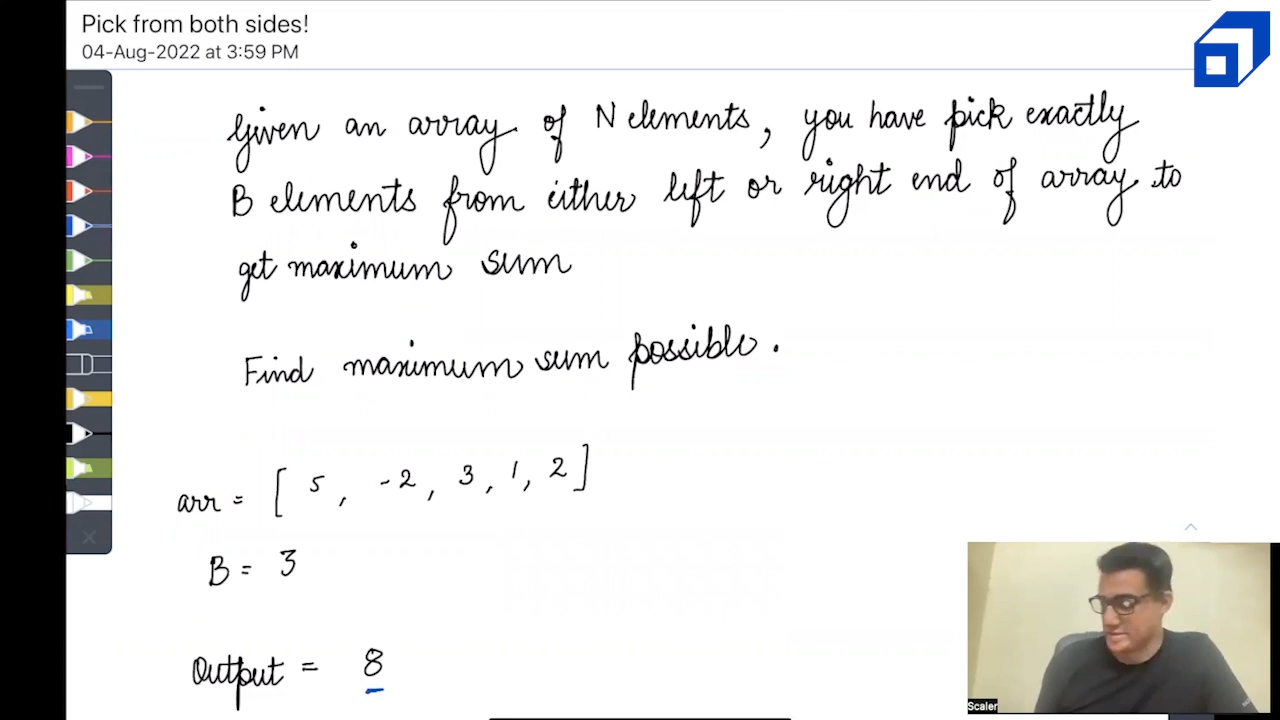 Pick from both sides!
04-Aug-2022 at 3:59 PM
Given an array of N elements, you have pick exactly
B elements from either left or right end of array to
get maximum sum
Find maximum sum possible.
arr = [ 5, -2, 3, 1, 2 ]
B = 3
Output = 8
Scaler